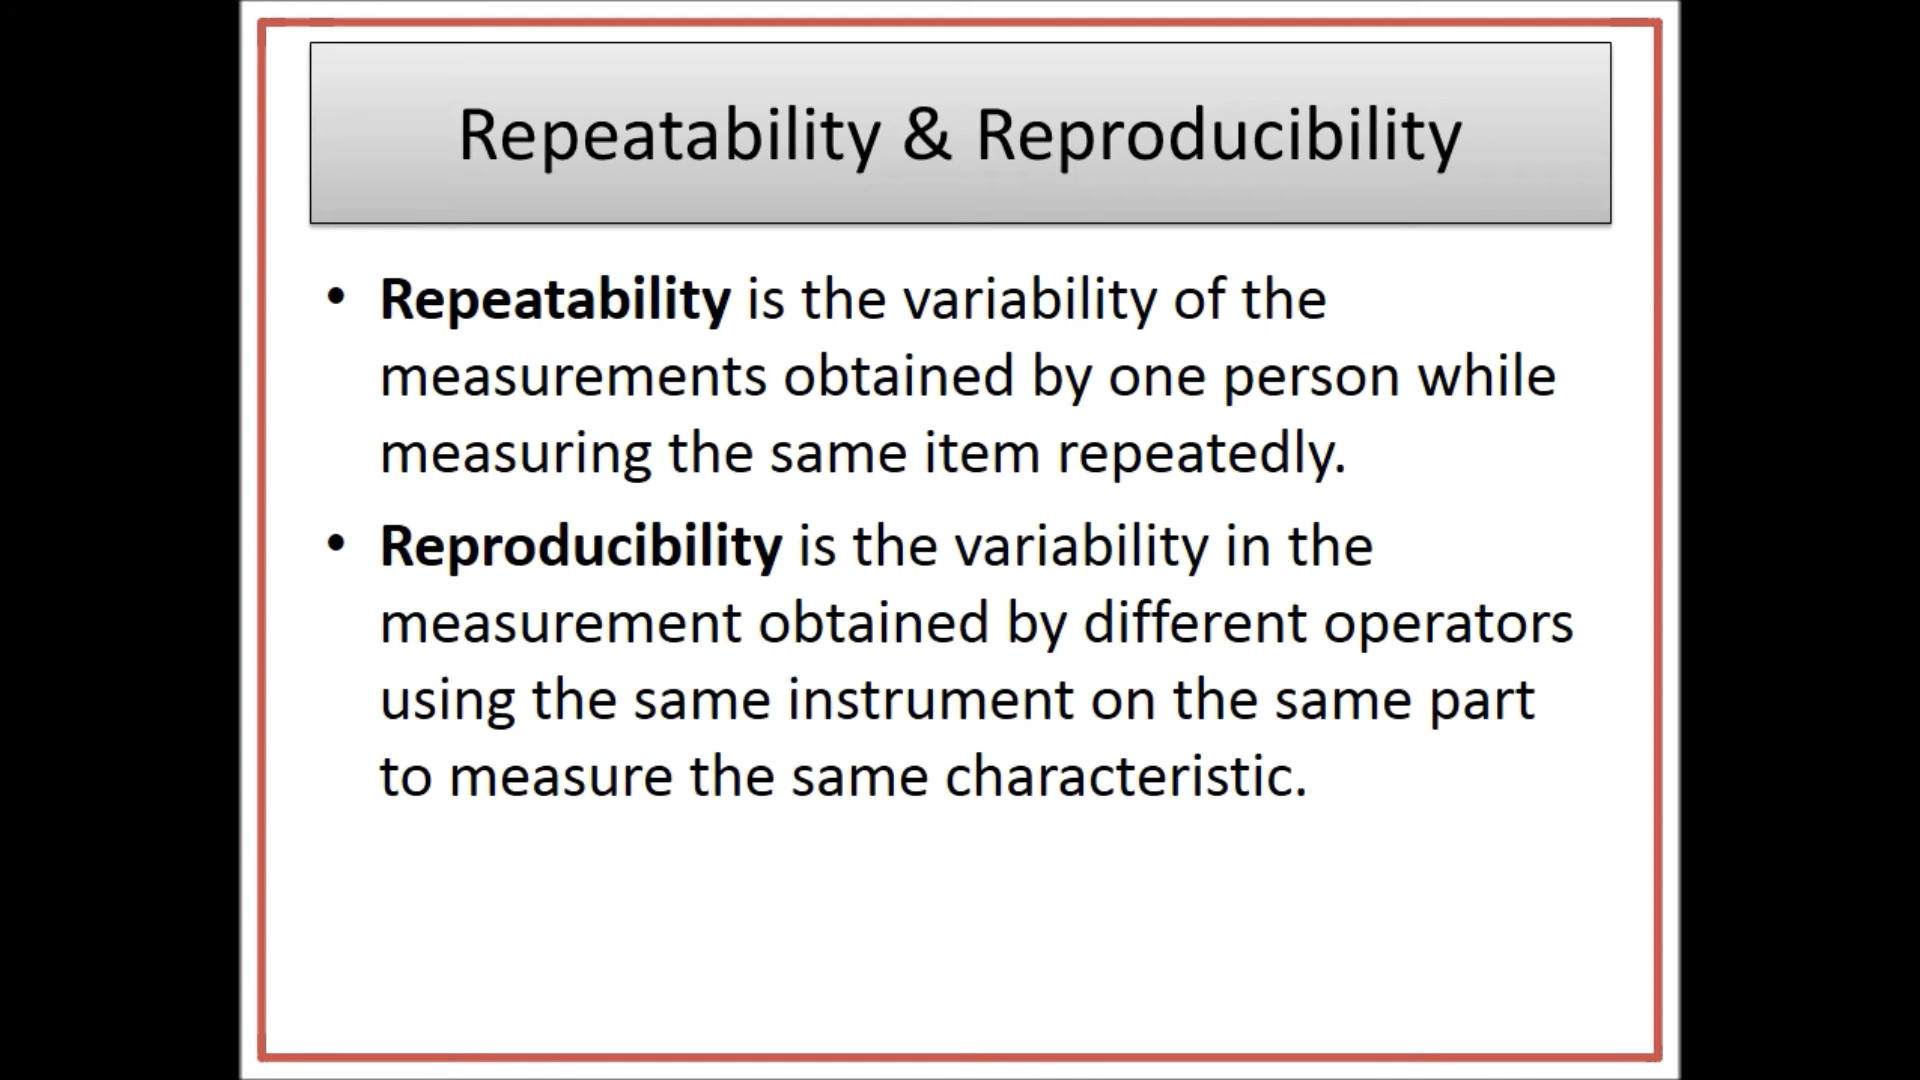 Repeatability & Reproducibility
• Repeatability is the variability of the
measurements obtained by one person while
measuring the same item repeatedly.
• Reproducibility is the variability in the
measurement obtained by different operators
using the same instrument on the same part
to measure the same characteristic.